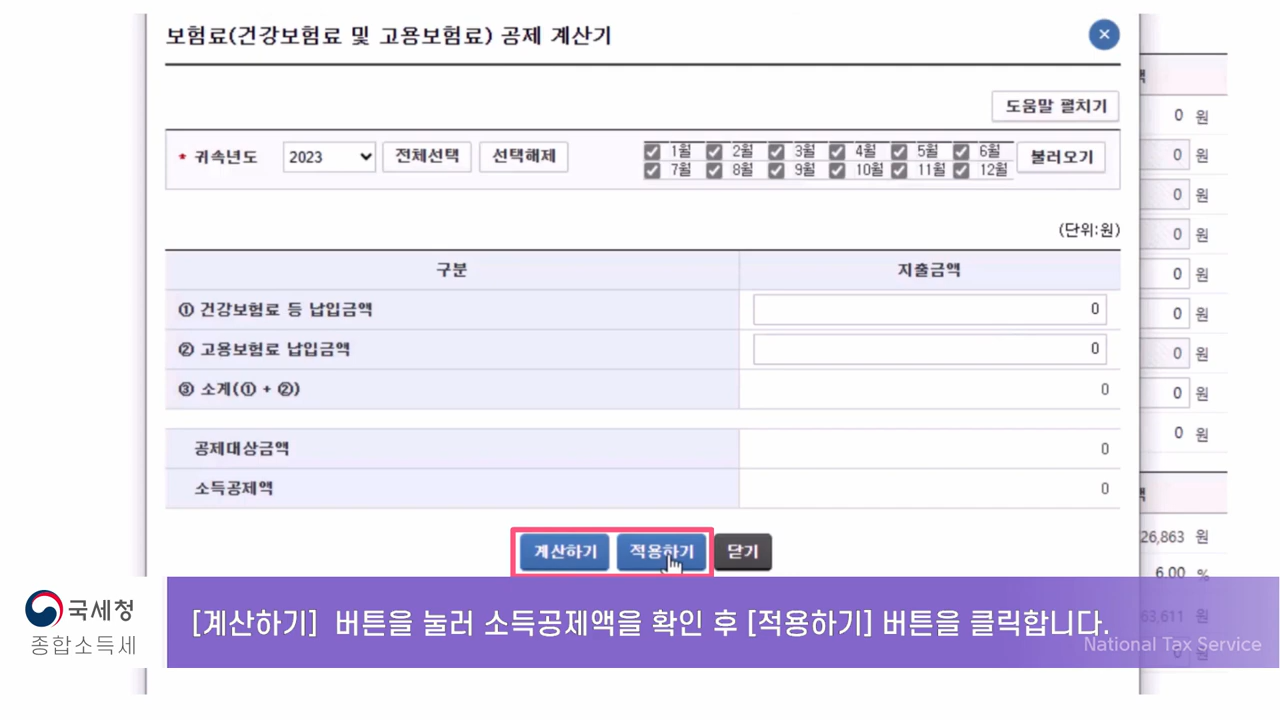 보험료(건강보험료 및 고용보험료) 공제 계산기
도움말 펼치기
* 귀속년도 2023 전체선택 선택해제
1월 2월 3월 4월 5월 6월
7월 8월 9월 10월 11월 12월
불러오기
(단위:원)
구분 지출금액
① 건강보험료 등 납입금액 0
② 고용보험료 납입금액 0
③ 소계(① + ②) 0
공제대상금액 0
소득공제액 0
계산하기 적용하기 닫기
0 원
0 원
0 원
0 원
0 원
0 원
0 원
0 원
0 원
26,863 원
6.00 %
63,611 원
0 원
국세청
종합소득세
[계산하기] 버튼을 눌러 소득공제액을 확인 후 [적용하기] 버튼을 클릭합니다.
National Tax Service